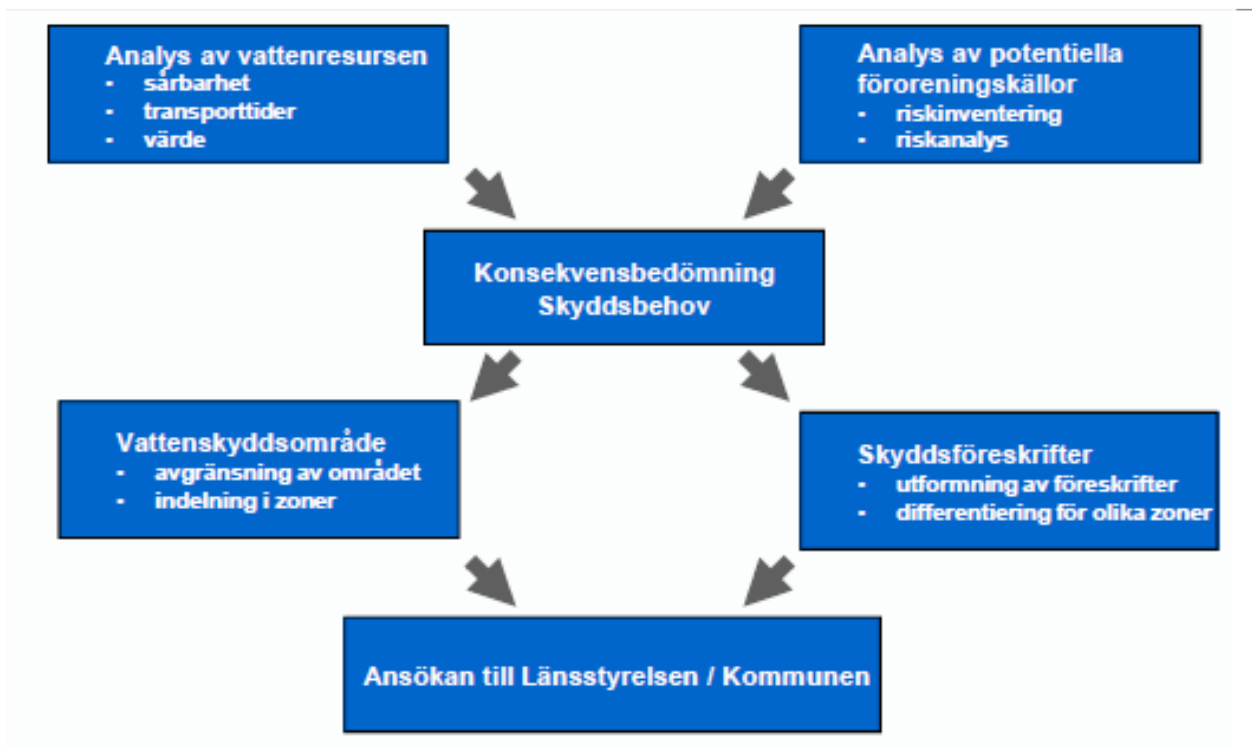 Analys av vattenresursen
- sårbarhet
- transporttider
- värde
Analys av potentiella
föroreningskällor
- riskinventering
- riskanalys
Konsekvensbedömning
Skyddsbehov
Vattenskyddsområde
- avgränsning av området
- indelning i zoner
Skyddsföreskrifter
- utformning av föreskrifter
- differentiering för olika zoner
Ansökan till Länsstyrelsen / Kommunen